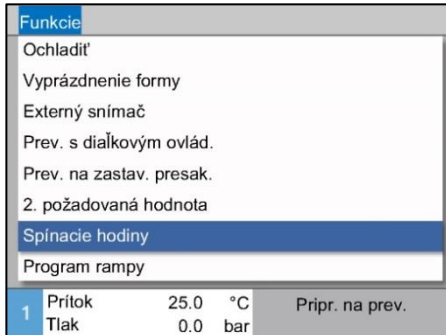 Funkcie
Ochladiť
Vyprázdnenie formy
Externý snímač
Prev. s diaľkovým ovlád.
Prev. na zastav. presak.
2. požadovaná hodnota
Spínacie hodiny
Program rampy
1 Prítok 25.0 °C Pripr. na prev.
Tlak 0.0 bar